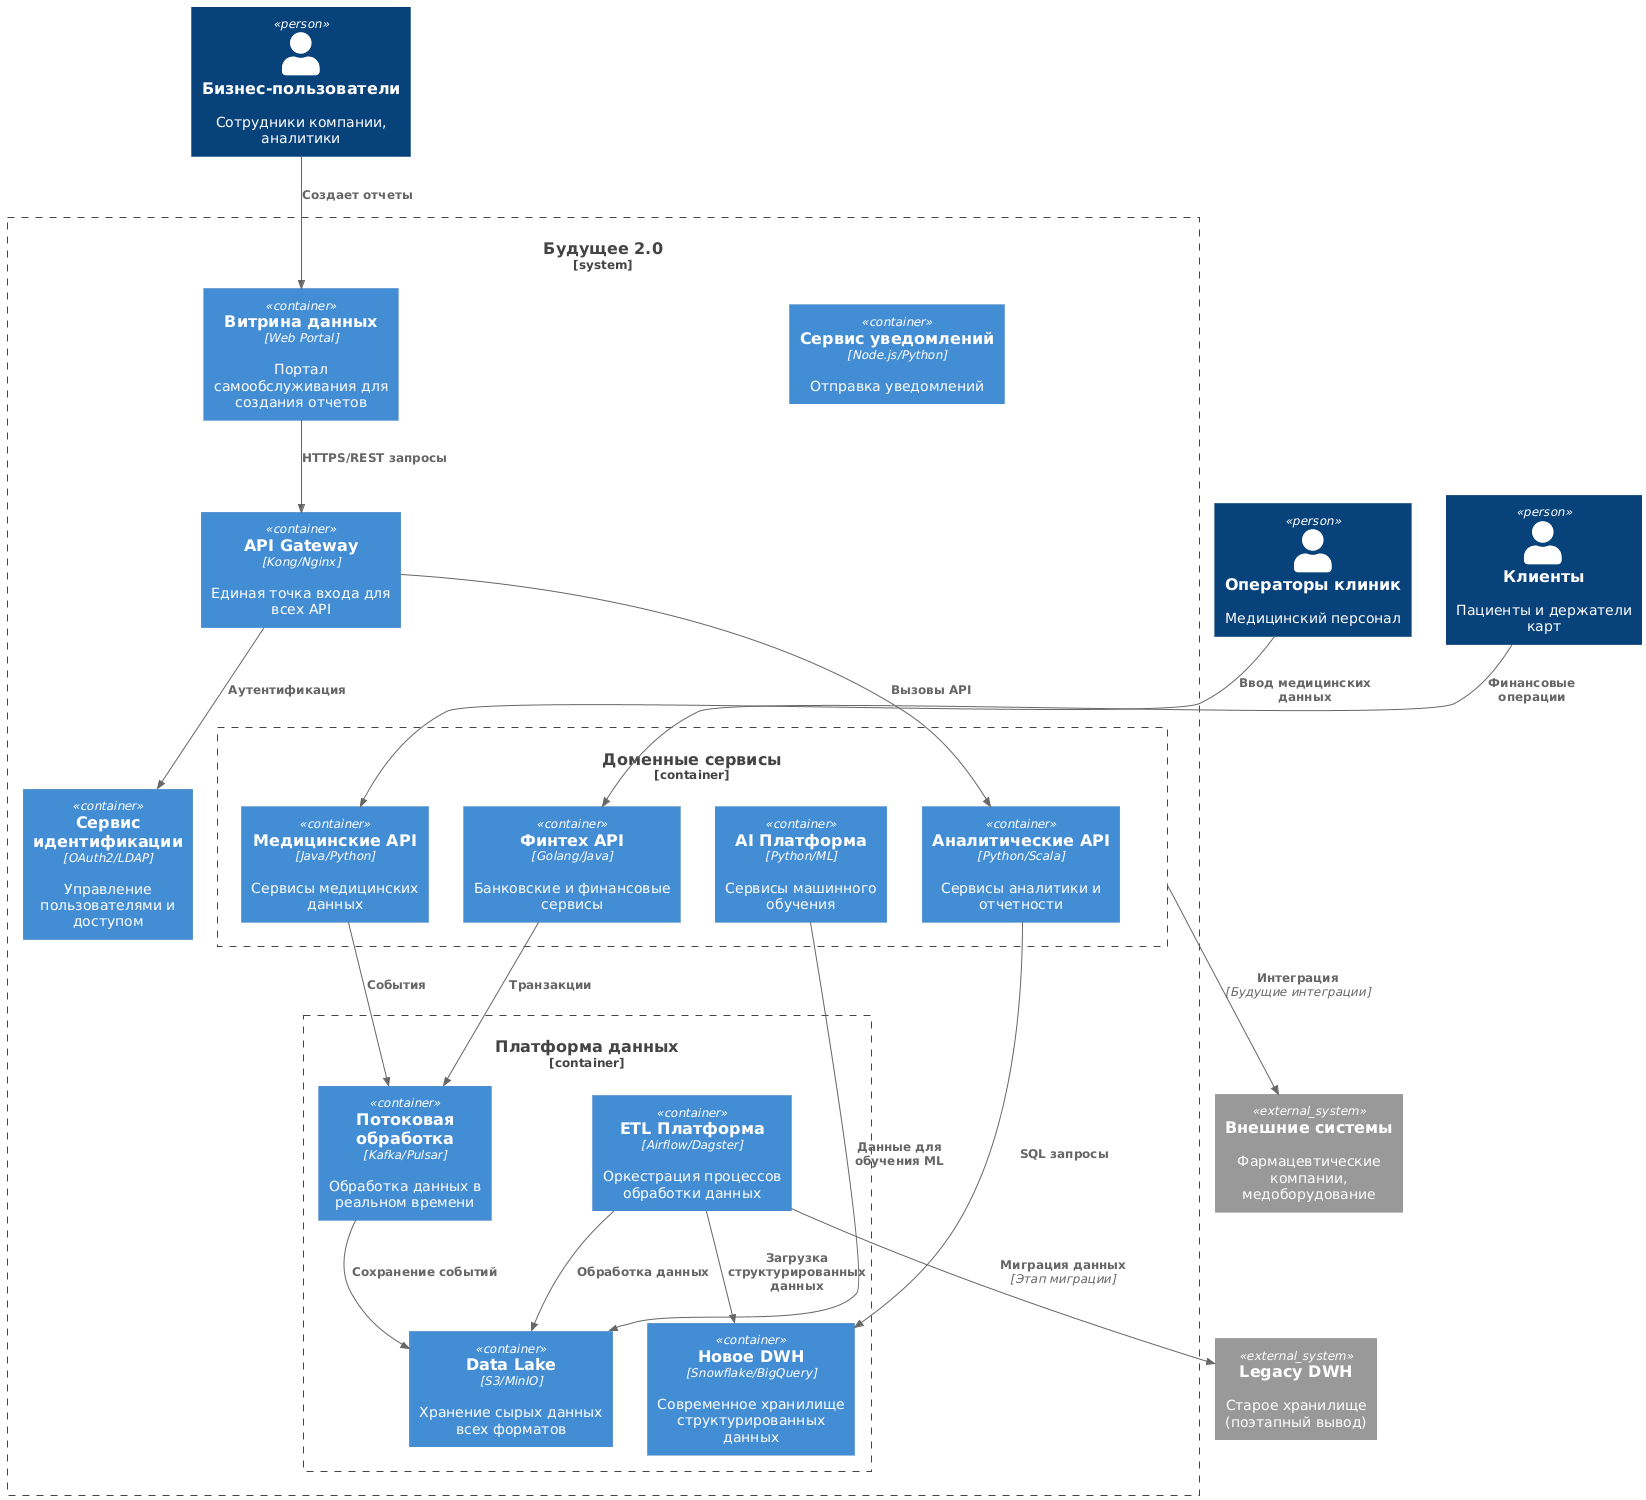 «person»
Бизнес-пользователи
Сотрудники компании,
аналитики
Создает отчеты
Будущее 2.0
[system]
«container»
Витрина данных
[Web Portal]
Портал
самообслуживания для
создания отчетов
«container»
Сервис уведомлений
[Node.js/Python]
Отправка уведомлений
HTTPS/REST запросы
«container»
API Gateway
[Kong/Nginx]
Единая точка входа для
всех API
«person»
Операторы клиник
Медицинский персонал
«person»
Клиенты
Пациенты и держатели
карт
Аутентификация
Вызовы API
Ввод медицинских
данных
Финансовые
операции
«container»
Сервис
идентификации
[OAuth2/LDAP]
Управление
пользователями и
доступом
Доменные сервисы
[container]
«container»
Медицинские API
[Java/Python]
Сервисы медицинских
данных
«container»
Финтех API
[Golang/Java]
Банковские и финансовые
сервисы
«container»
AI Платформа
[Python/ML]
Сервисы машинного
обучения
«container»
Аналитические API
[Python/Scala]
Сервисы аналитики и
отчетности
События
Транзакции
Интеграция
[Будущие интеграции]
Платформа данных
[container]
«container»
Потоковая
обработка
[Kafka/Pulsar]
Обработка данных в
реальном времени
«container»
ETL Платформа
[Airflow/Dagster]
Оркестрация процессов
обработки данных
Данные для
обучения ML
SQL запросы
«external_system»
Внешние системы
Фармацевтические
компании,
медоборудование
Сохранение событий
Обработка данных
Загрузка
структурированных
данных
Миграция данных
[Этап миграции]
«container»
Data Lake
[S3/MinIO]
Хранение сырых данных
всех форматов
«container»
Новое DWH
[Snowflake/BigQuery]
Современное хранилище
структурированных
данных
«external_system»
Legacy DWH
Старое хранилище
(поэтапный вывод)